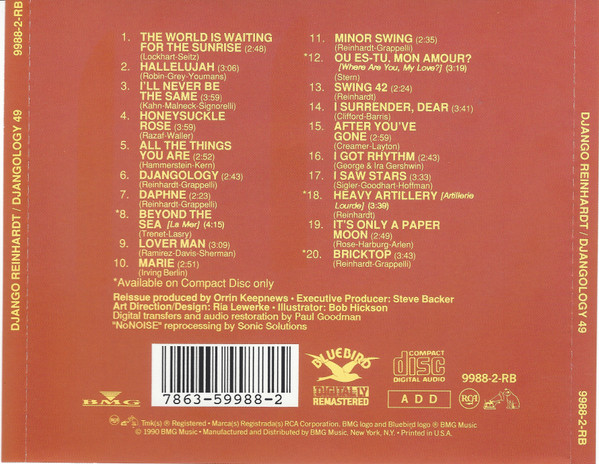 9988-2-RB
DJANGO REINHARDT / DJANGOLOGY 49
1. THE WORLD IS WAITING
FOR THE SUNRISE (2:48)
(Lockhart-Seitz)
2. HALLELUJAH (3:06)
(Robin-Grey-Youmans)
3. I'LL NEVER BE
THE SAME (3:59)
(Kahn-Malneck-Signorelli)
4. HONEYSUCKLE
ROSE (3:59)
(Razaf-Waller)
5. ALL THE THINGS
YOU ARE (2:52)
(Hammerstein-Kern)
6. DJANGOLOGY (2:43)
(Reinhardt-Grappelli)
7. DAPHNE (2:23)
(Reinhardt-Grappelli)
*8. BEYOND THE
SEA [La Mer] (4:15)
(Trenet-Lasry)
9. LOVER MAN (3:09)
(Ramirez-Davis-Sherman)
10. MARIE (2:51)
(Irving Berlin)
11. MINOR SWING (2:35)
(Reinhardt-Grappelli)
*12. OU ES-TU, MON AMOUR?
[Where Are You, My Love?] (3:19)
(Stern)
13. SWING 42 (2:24)
(Reinhardt)
14. I SURRENDER, DEAR (3:41)
(Clifford-Barris)
15. AFTER YOU'VE
GONE (2:59)
(Creamer-Layton)
16. I GOT RHYTHM (2:43)
(George & Ira Gershwin)
17. I SAW STARS (3:33)
(Sigler-Goodhart-Hoffman)
*18. HEAVY ARTILLERY [Artillerie
Lourde] (3:39)
(Reinhardt)
19. IT'S ONLY A PAPER
MOON (2:49)
(Rose-Harburg-Arlen)
*20. BRICKTOP (3:43)
(Reinhardt-Grappelli)
*Available on Compact Disc only
Reissue produced by Orrin Keepnews • Executive Producer: Steve Backer
Art Direction/Design: Ria Lewerke • Illustrator: Bob Hickson
Digital transfers and audio restoration by Paul Goodman
"NoNOISE" reprocessing by Sonic Solutions
BMG
7863-59988-2
BLUEBIRD
DIGITALLY
REMASTERED
COMPACT
disc
DIGITAL AUDIO
ADD
9988-2-RB
RCA
Tmk(s) ® Registered • Marca(s) Registrada(s) RCA Corporation. BMG logo and Bluebird logo ® BMG Music
© 1990 BMG Music • Manufactured and Distributed by BMG Music. New York, N.Y. • Printed in U.S.A.
DJANGO REINHARDT / DJANGOLOGY 49
9988-2-RB